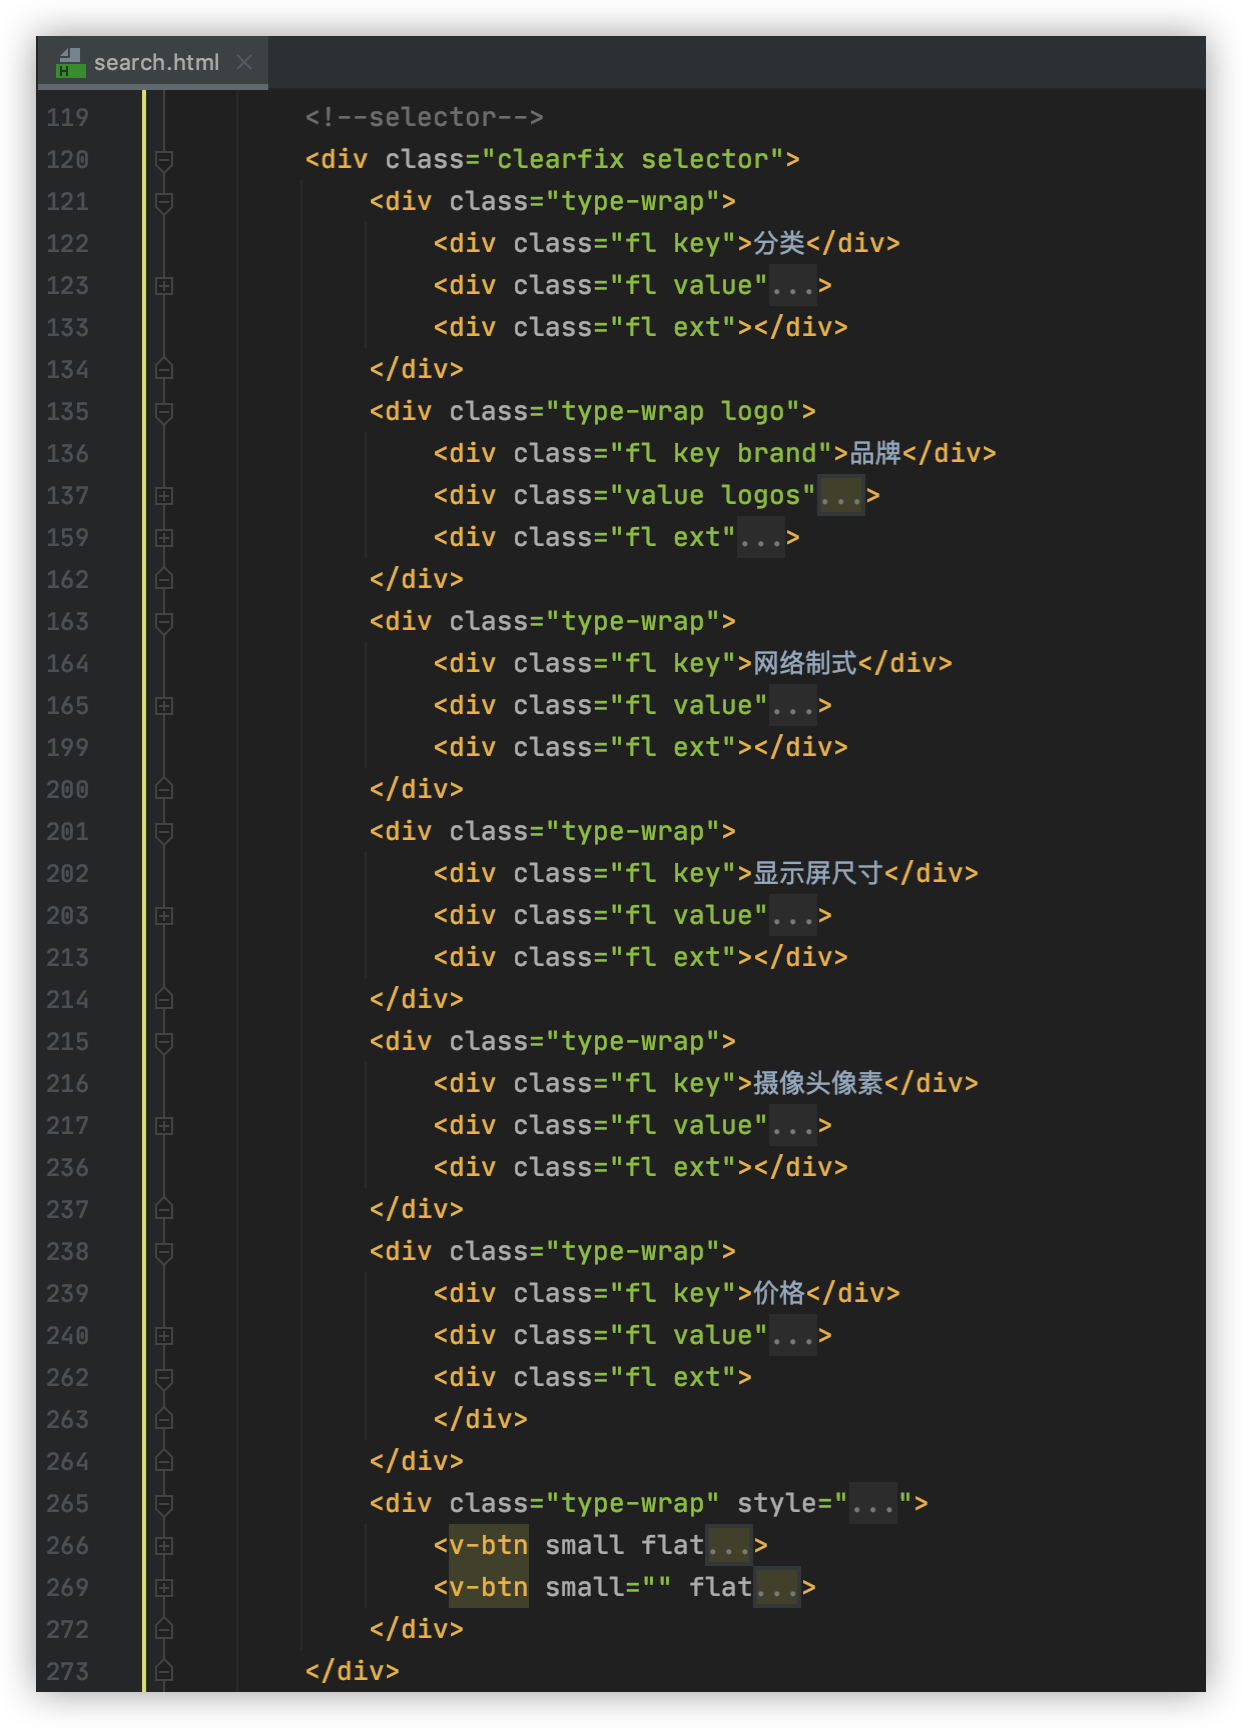 search.html
119 <!--selector-->
120 <div class="clearfix selector">
121 <div class="type-wrap">
122 <div class="fl key">分类</div>
123 <div class="fl value"...>
133 <div class="fl ext"></div>
134 </div>
135 <div class="type-wrap logo">
136 <div class="fl key brand">品牌</div>
137 <div class="value logos"...>
159 <div class="fl ext"...>
162 </div>
163 <div class="type-wrap">
164 <div class="fl key">网络制式</div>
165 <div class="fl value"...>
199 <div class="fl ext"></div>
200 </div>
201 <div class="type-wrap">
202 <div class="fl key">显示屏尺寸</div>
203 <div class="fl value"...>
213 <div class="fl ext"></div>
214 </div>
215 <div class="type-wrap">
216 <div class="fl key">摄像头像素</div>
217 <div class="fl value"...>
236 <div class="fl ext"></div>
237 </div>
238 <div class="type-wrap">
239 <div class="fl key">价格</div>
240 <div class="fl value"...>
262 <div class="fl ext">
263 </div>
264 </div>
265 <div class="type-wrap" style="...">
266 <v-btn small flat...>
269 <v-btn small="" flat...>
272 </div>
273 </div>